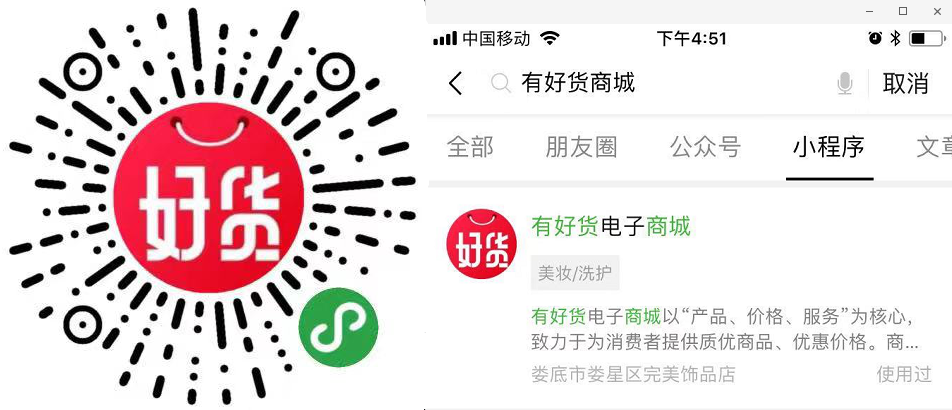 好货
中国移动
下午4:51
有好货商城
取消
全部
朋友圈
公众号
小程序
文章
好货
有好货电子商城
美妆/洗护
有好货电子商城以“产品、价格、服务”为核心，
致力于为消费者提供质优商品、优惠价格。商...
娄底市娄星区完美饰品店
使用过